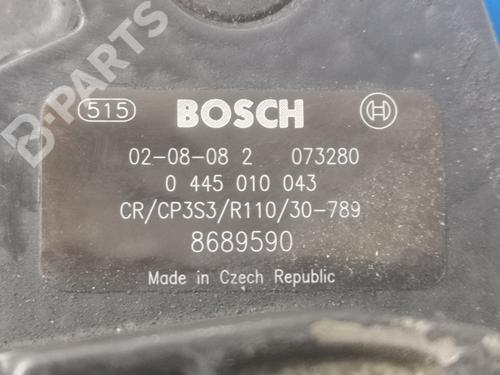 B-PARTS
515 BOSCH
02-08-08 2 073280
0 445 010 043
CR/CP3S3/R110/30-789
8689590
Made in Czech Republic